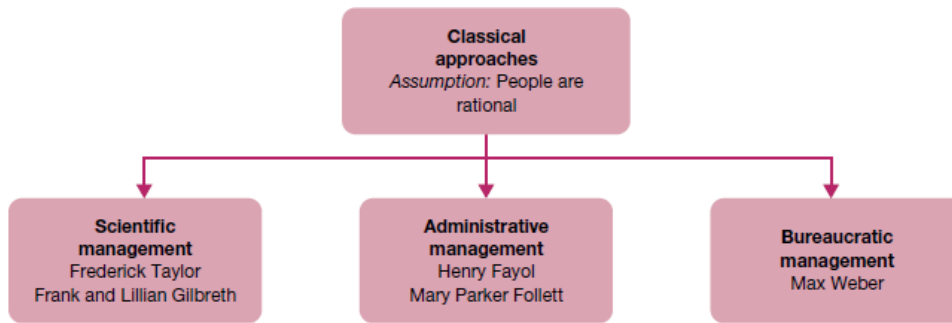 Classical
approaches
Assumption: People are
rational
Scientific
management
Frederick Taylor
Frank and Lillian Gilbreth
Administrative
management
Henry Fayol
Mary Parker Follett
Bureaucratic
management
Max Weber